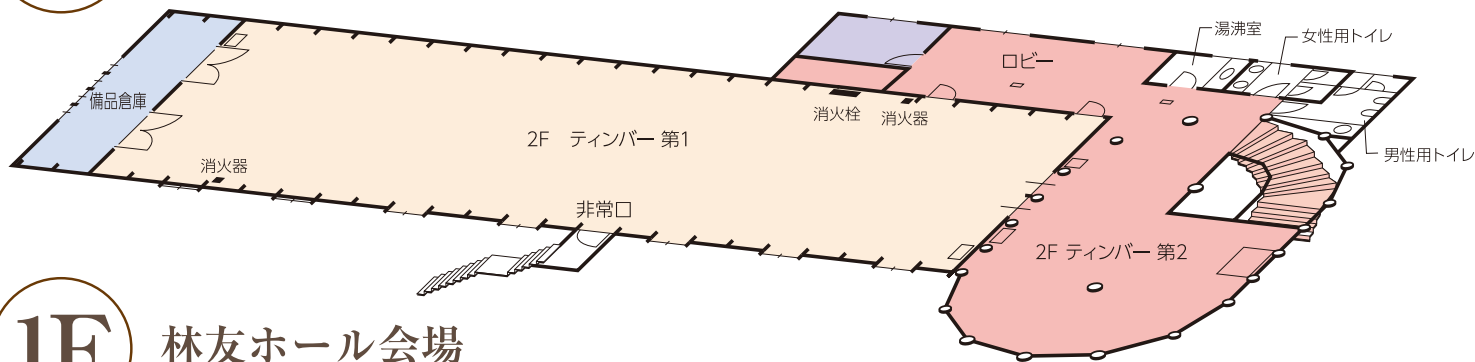 湯沸室
女性用トイレ
ロビー
備品倉庫
消火栓
消火器
2F ティンバー 第1
消火器
男性用トイレ
非常口
2F ティンバー 第2
1F
林友ホール会場